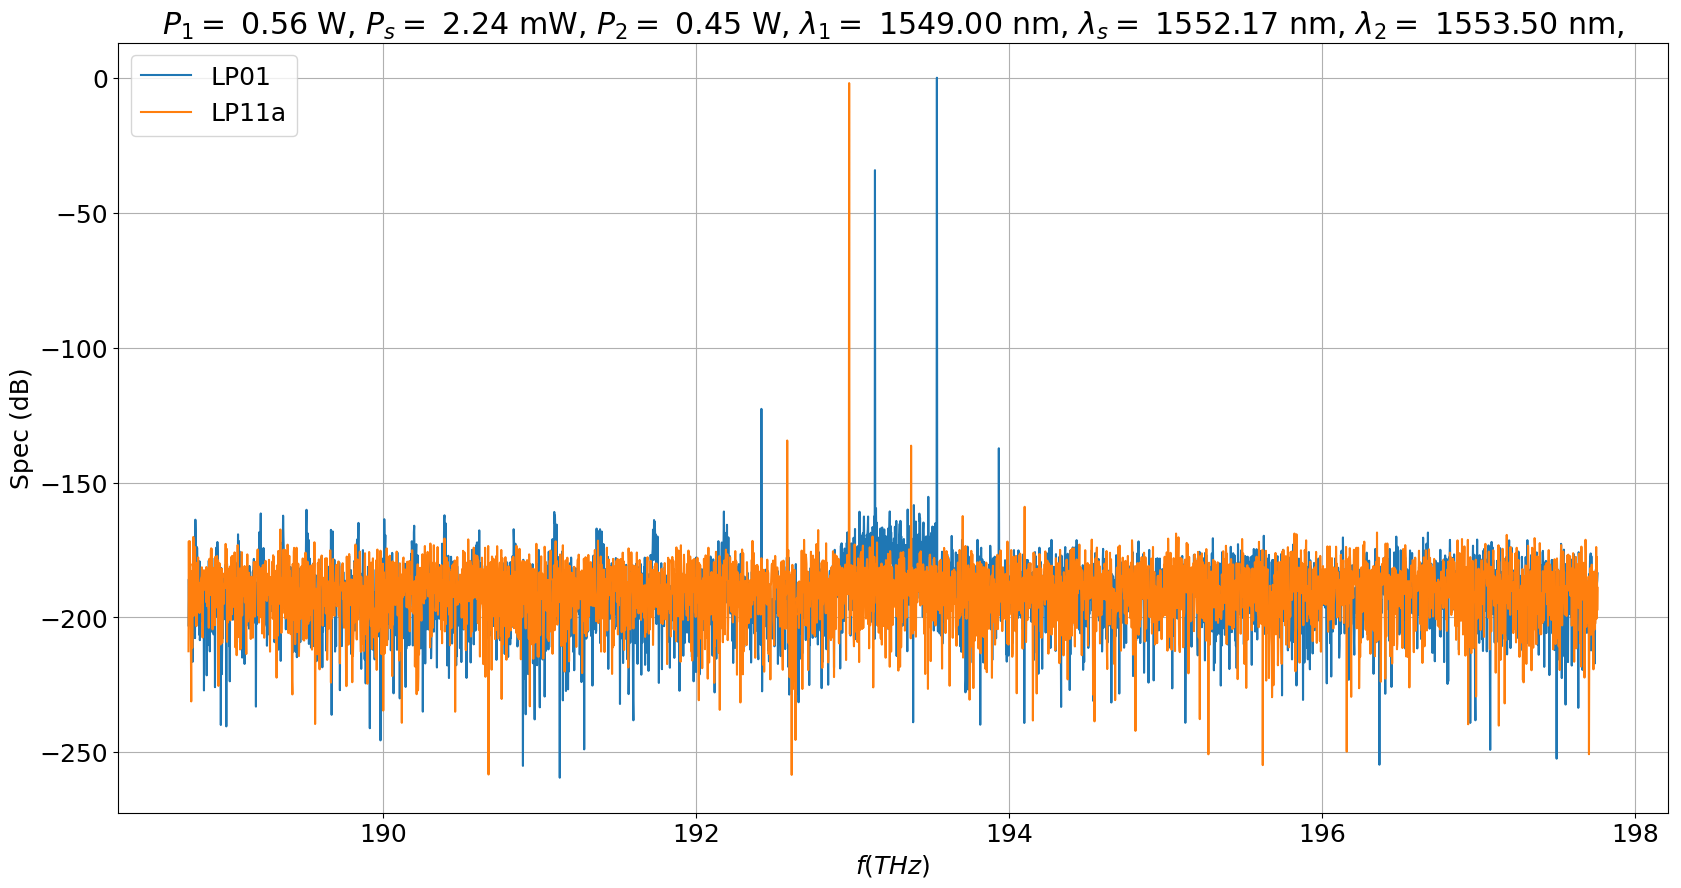 P₁ = 0.56 W, Pₛ = 2.24 mW, P₂ = 0.45 W, λ₁ = 1549.00 nm, λₛ = 1552.17 nm, λ₂ = 1553.50 nm,
LP01
LP11a
0
−50
−100
−150
−200
−250
Spec (dB)
190 192 194 196 198
f(THz)